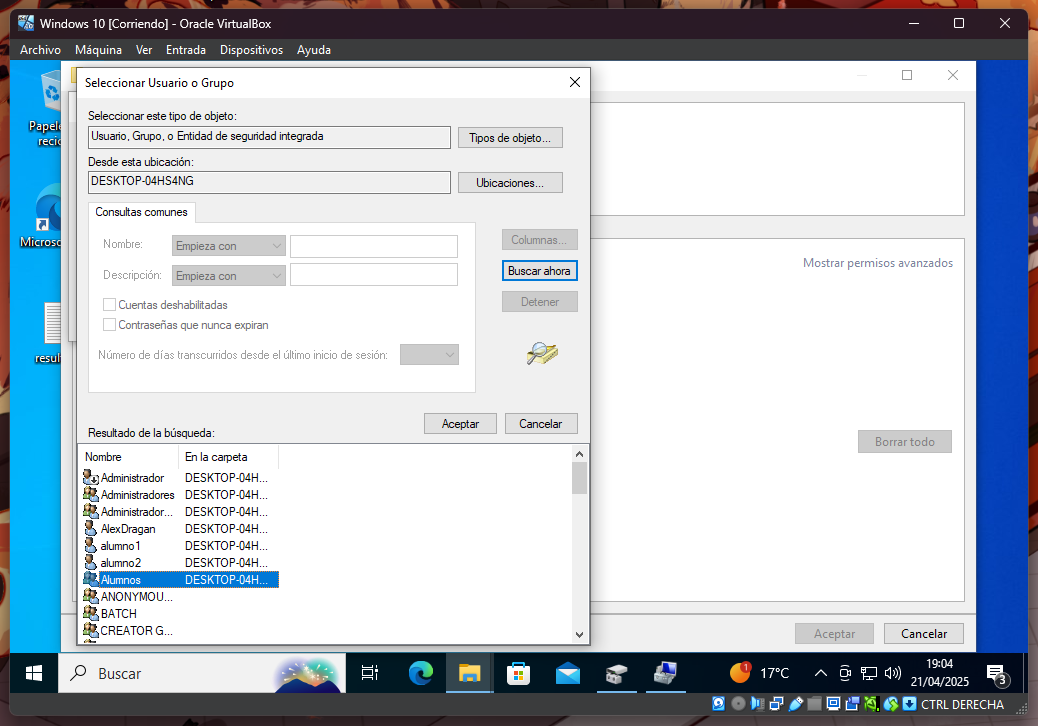 Windows 10 [Corriendo] - Oracle VirtualBox
Archivo Máquina Ver Entrada Dispositivos Ayuda
Seleccionar Usuario o Grupo
Seleccionar este tipo de objeto:
Usuario, Grupo, o Entidad de seguridad integrada
Tipos de objeto...
Desde esta ubicación:
DESKTOP-04HS4NG
Ubicaciones...
Consultas comunes
Nombre:
Empieza con
Columnas...
Descripción:
Empieza con
Buscar ahora
Cuentas deshabilitadas
Detener
Contraseñas que nunca expiran
Número de días transcurridos desde el último inicio de sesión:
Aceptar
Cancelar
Resultado de la búsqueda:
Nombre En la carpeta
Administrador DESKTOP-04H...
Administradores DESKTOP-04H...
Administrador... DESKTOP-04H...
AlexDragan DESKTOP-04H...
alumno1 DESKTOP-04H...
alumno2 DESKTOP-04H...
Alumnos DESKTOP-04H...
ANONYMOU...
BATCH
CREATOR G...
Mostrar permisos avanzados
Borrar todo
Aceptar
Cancelar
Papele
recic
Microso
resul
Buscar
1
17°C
19:04
21/04/2025
3
CTRL DERECHA